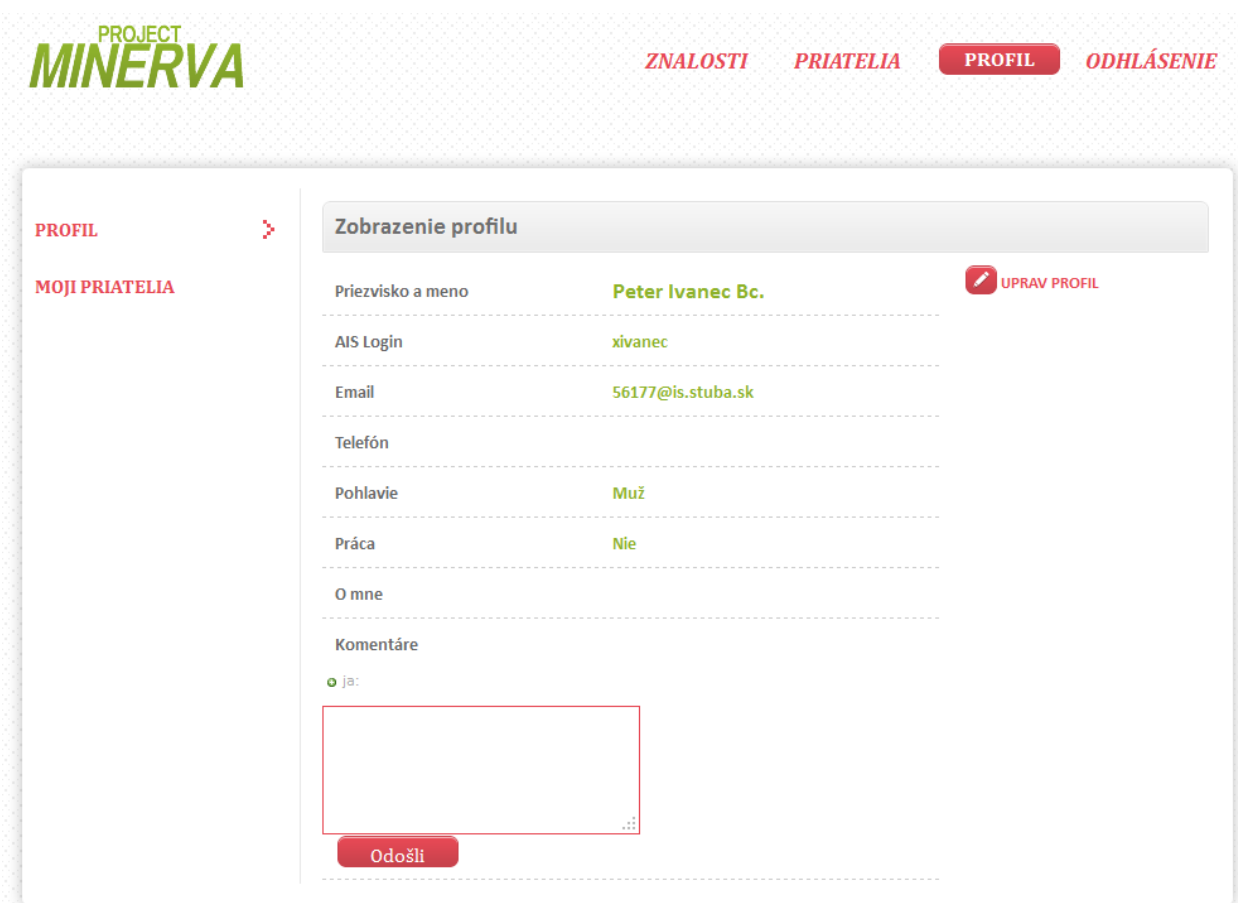 PROJECT
MINERVA
ZNALOSTI PRIATELIA PROFIL ODHLÁSENIE
PROFIL
MOJI PRIATELIA
Zobrazenie profilu
Priezvisko a meno Peter Ivanec Bc.
UPRAV PROFIL
AIS Login xivanec
Email 56177@is.stuba.sk
Telefón
Pohlavie Muž
Práca Nie
O mne
Komentáre
ja:
Odošli